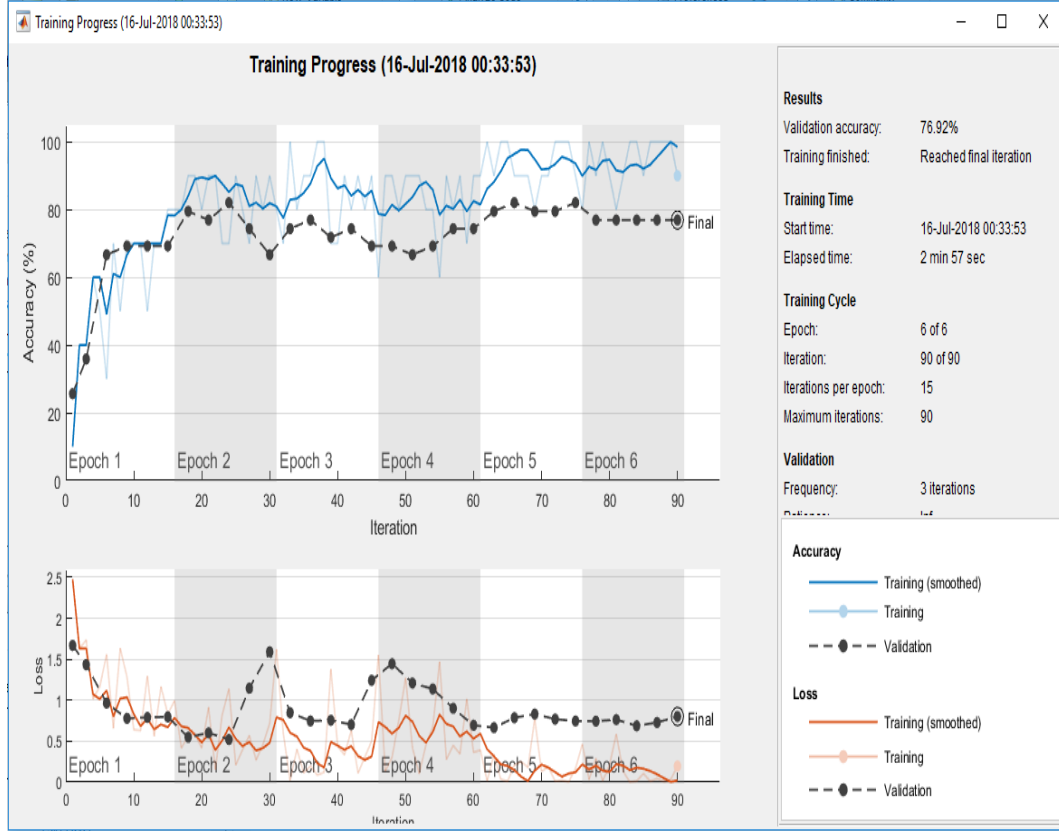 Training Progress (16-Jul-2018 00:33:53)
Training Progress (16-Jul-2018 00:33:53)
Accuracy (%)
100
80
60
40
20
0
Final
Epoch 1
Epoch 2
Epoch 3
Epoch 4
Epoch 5
Epoch 6
0
10
20
30
40
50
60
70
80
90
Iteration
Loss
2.5
2
1.5
1
0.5
0
Final
Epoch 1
Epoch 2
Epoch 3
Epoch 4
Epoch 5
Epoch 6
0
10
20
30
40
50
60
70
80
90
Iteration
Results
Validation accuracy: 76.92%
Training finished: Reached final iteration
Training Time
Start time: 16-Jul-2018 00:33:53
Elapsed time: 2 min 57 sec
Training Cycle
Epoch: 6 of 6
Iteration: 90 of 90
Iterations per epoch: 15
Maximum iterations: 90
Validation
Frequency: 3 iterations
Patience: Inf
Accuracy
Training (smoothed)
Training
Validation
Loss
Training (smoothed)
Training
Validation